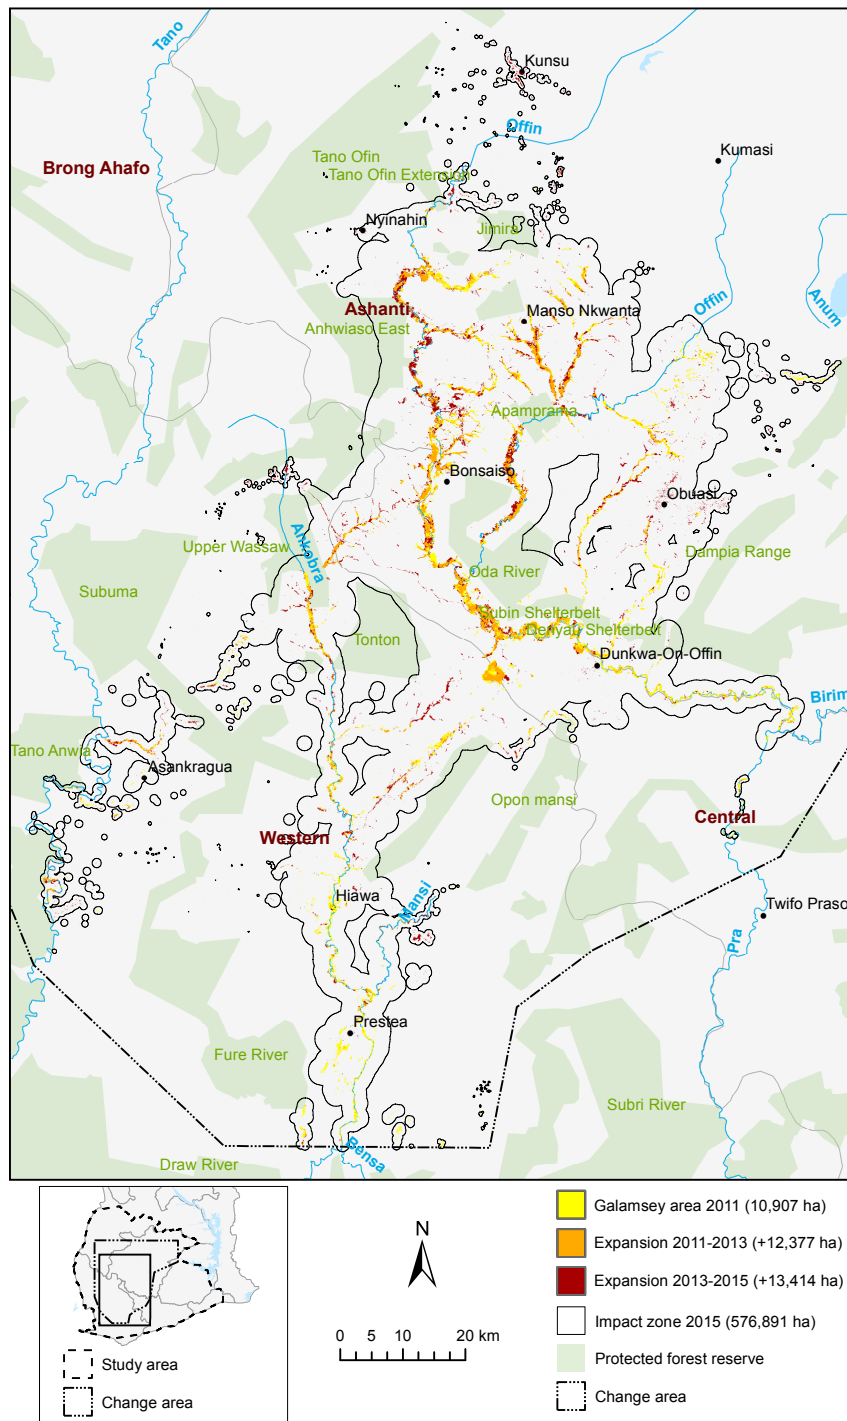 Tano
Kunsu
Offin
Kumasi
Tano Ofin
Brong Ahafo
Tano Ofin Extension
Nyinahin
Jimira
Offin
Anum
Ashanti
Manso Nkwanta
Anhwiaso East
Apamprama
Bonsaiso
Obuasi
Ankobra
Upper Wassaw
Dampia Range
Oda River
Subuma
Subin Shelterbelt
Denyau Shelterbelt
Tonton
Dunkwa-On-Offin
Birim
Tano Anwia
Asankragua
Opon mansi
Central
Western
Hiawa
Mansi
Twifo Praso
Pra
Prestea
Fure River
Subri River
Bensa
Draw River
N
0 5 10 20 km
Study area
Change area
Galamsey area 2011 (10,907 ha)
Expansion 2011-2013 (+12,377 ha)
Expansion 2013-2015 (+13,414 ha)
Impact zone 2015 (576,891 ha)
Protected forest reserve
Change area